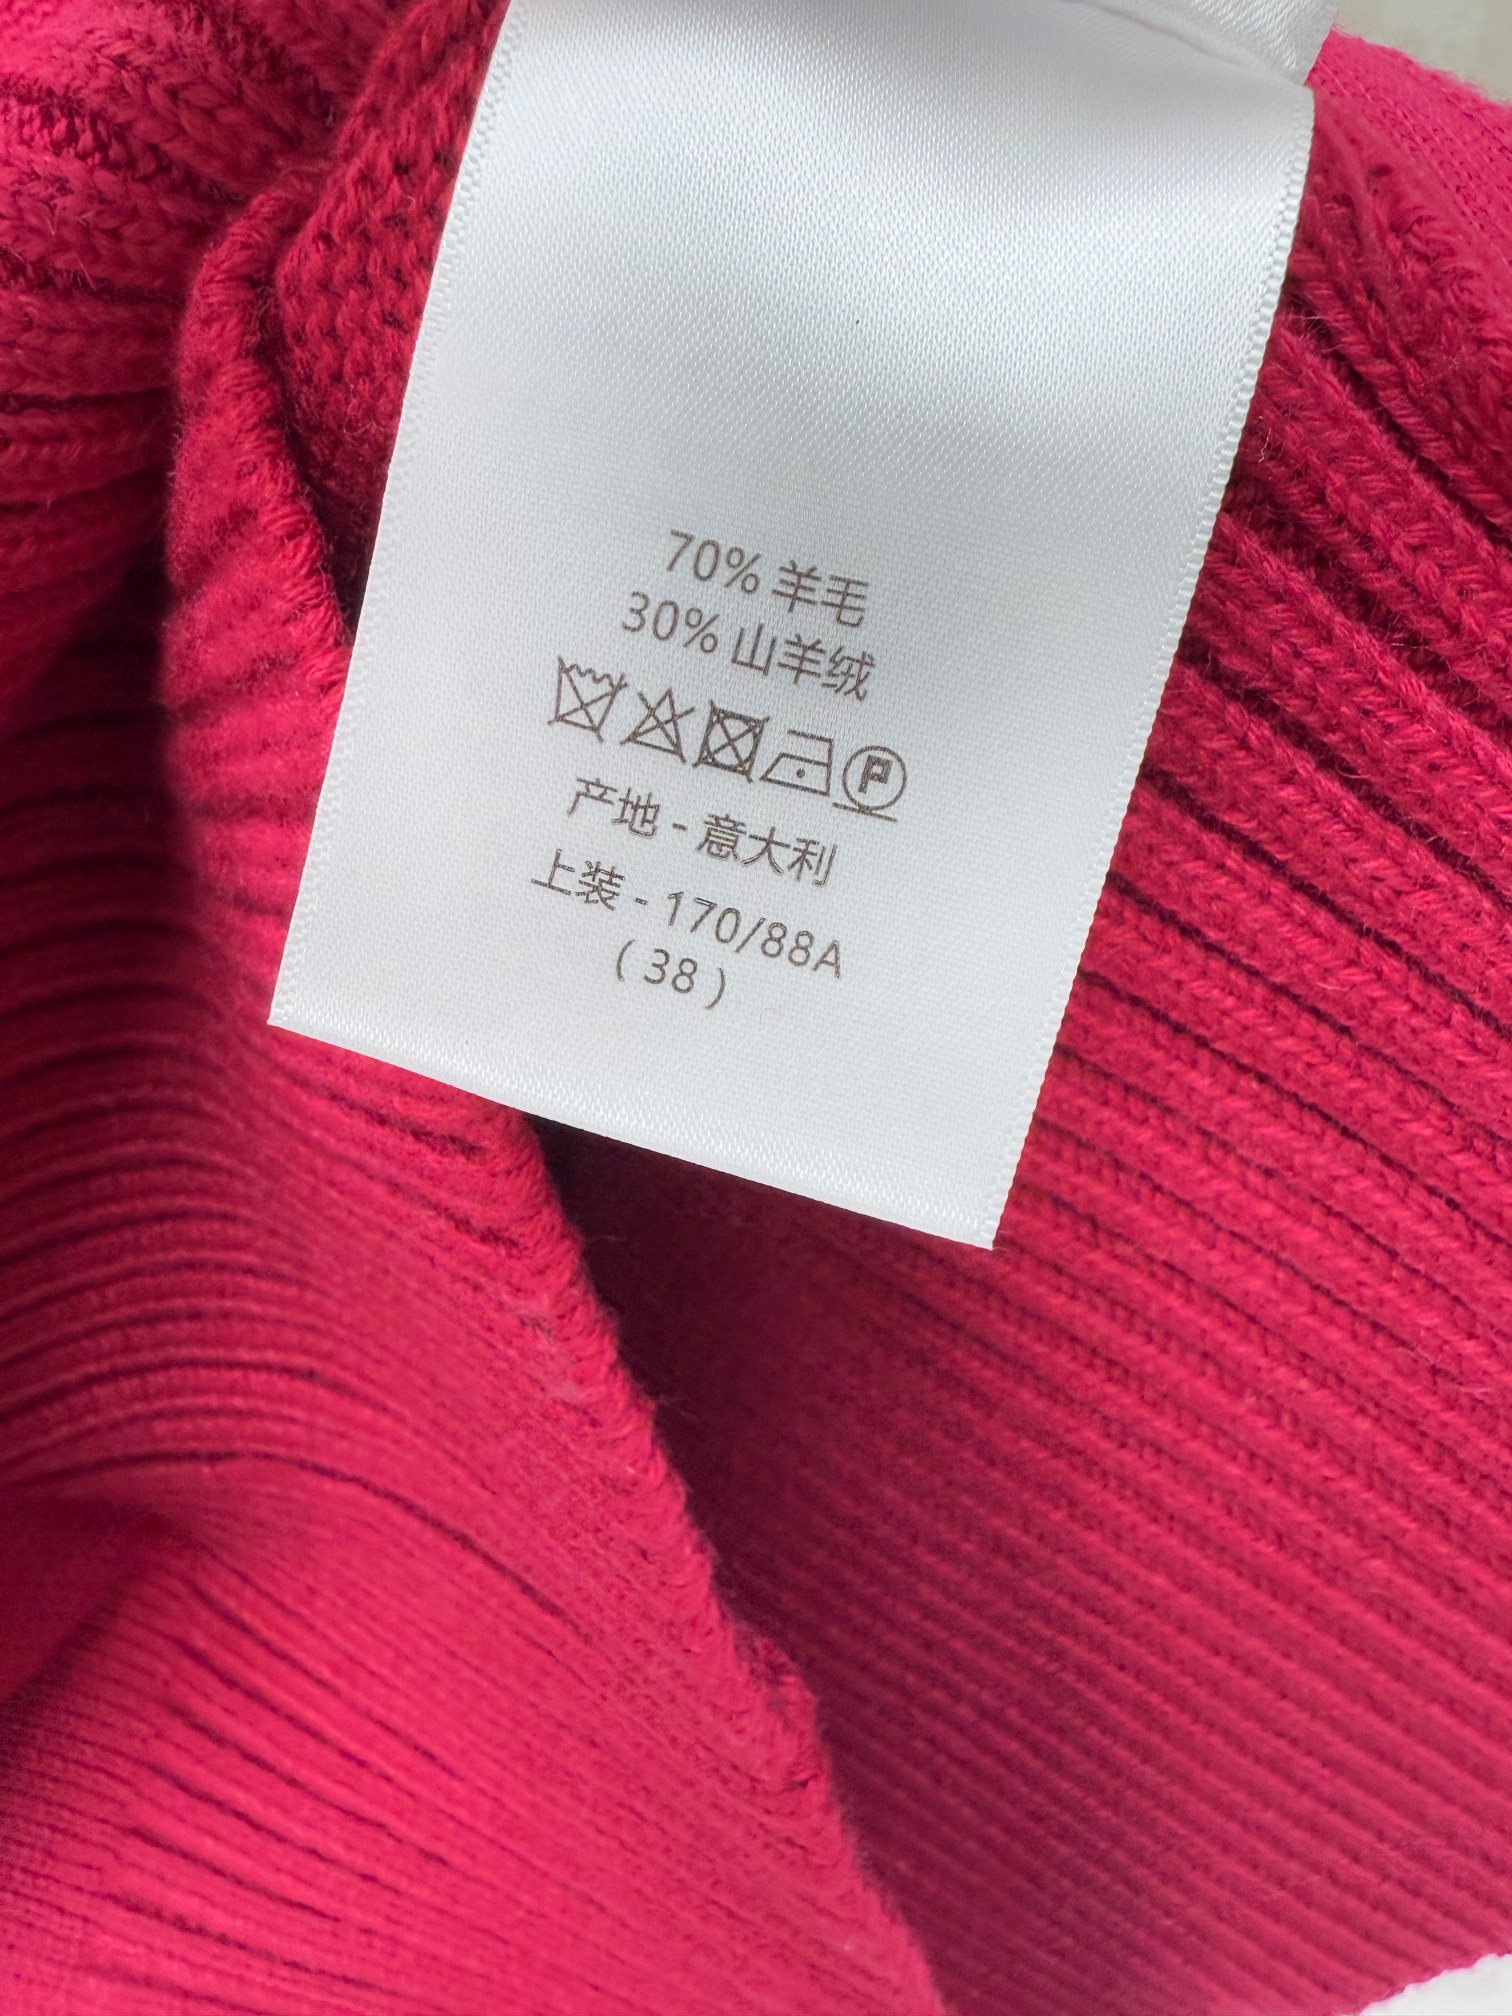 70% 羊毛
30% 山羊绒
P
产地 - 意大利
上装 - 170/88A
( 38 )